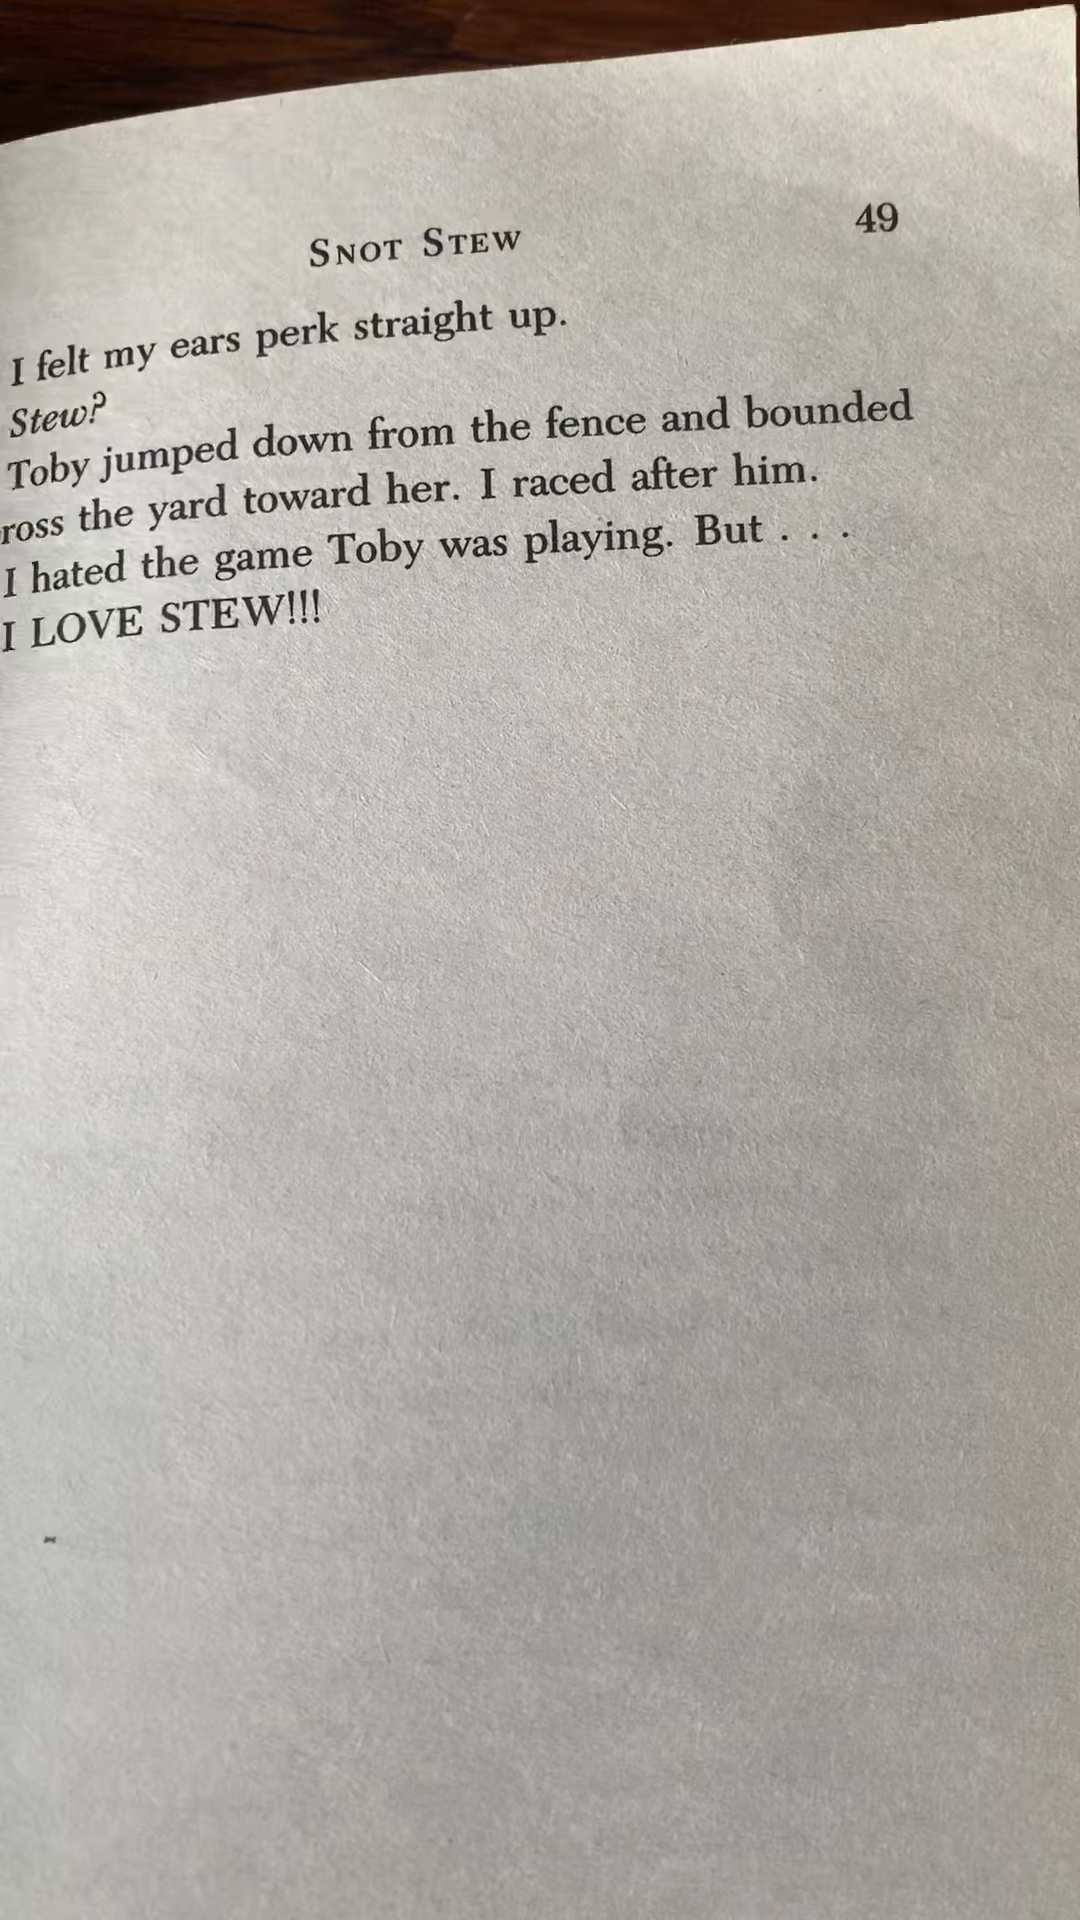 SNOT STEW 49
I felt my ears perk straight up.
Stew?
Toby jumped down from the fence and bounded
ross the yard toward her. I raced after him.
I hated the game Toby was playing. But . . .
I LOVE STEW!!!